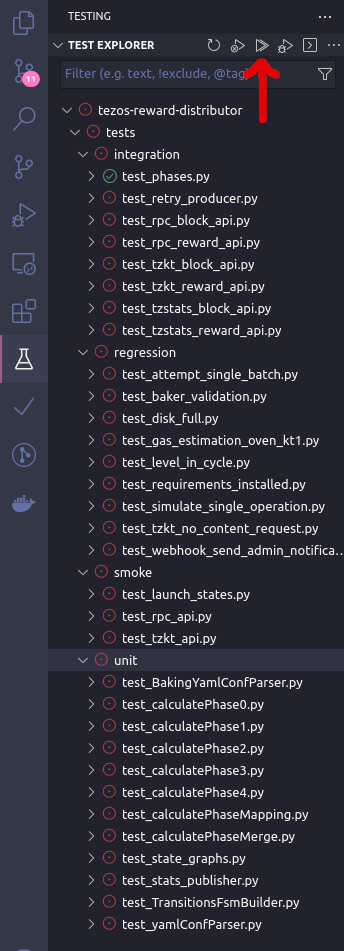 TESTING
TEST EXPLORER
11
Filter (e.g. text, !exclude, @tag)
tezos-reward-distributor
tests
integration
test_phases.py
test_retry_producer.py
test_rpc_block_api.py
test_rpc_reward_api.py
test_tzkt_block_api.py
test_tzkt_reward_api.py
test_tzstats_block_api.py
test_tzstats_reward_api.py
regression
test_attempt_single_batch.py
test_baker_validation.py
test_disk_full.py
test_gas_estimation_oven_kt1.py
test_level_in_cycle.py
test_requirements_installed.py
test_simulate_single_operation.py
test_tzkt_no_content_request.py
test_webhook_send_admin_notifica...
smoke
test_launch_states.py
test_rpc_api.py
test_tzkt_api.py
unit
test_BakingYamlConfParser.py
test_calculatePhase0.py
test_calculatePhase1.py
test_calculatePhase2.py
test_calculatePhase3.py
test_calculatePhase4.py
test_calculatePhaseMapping.py
test_calculatePhaseMerge.py
test_state_graphs.py
test_stats_publisher.py
test_TransitionsFsmBuilder.py
test_yamlConfParser.py